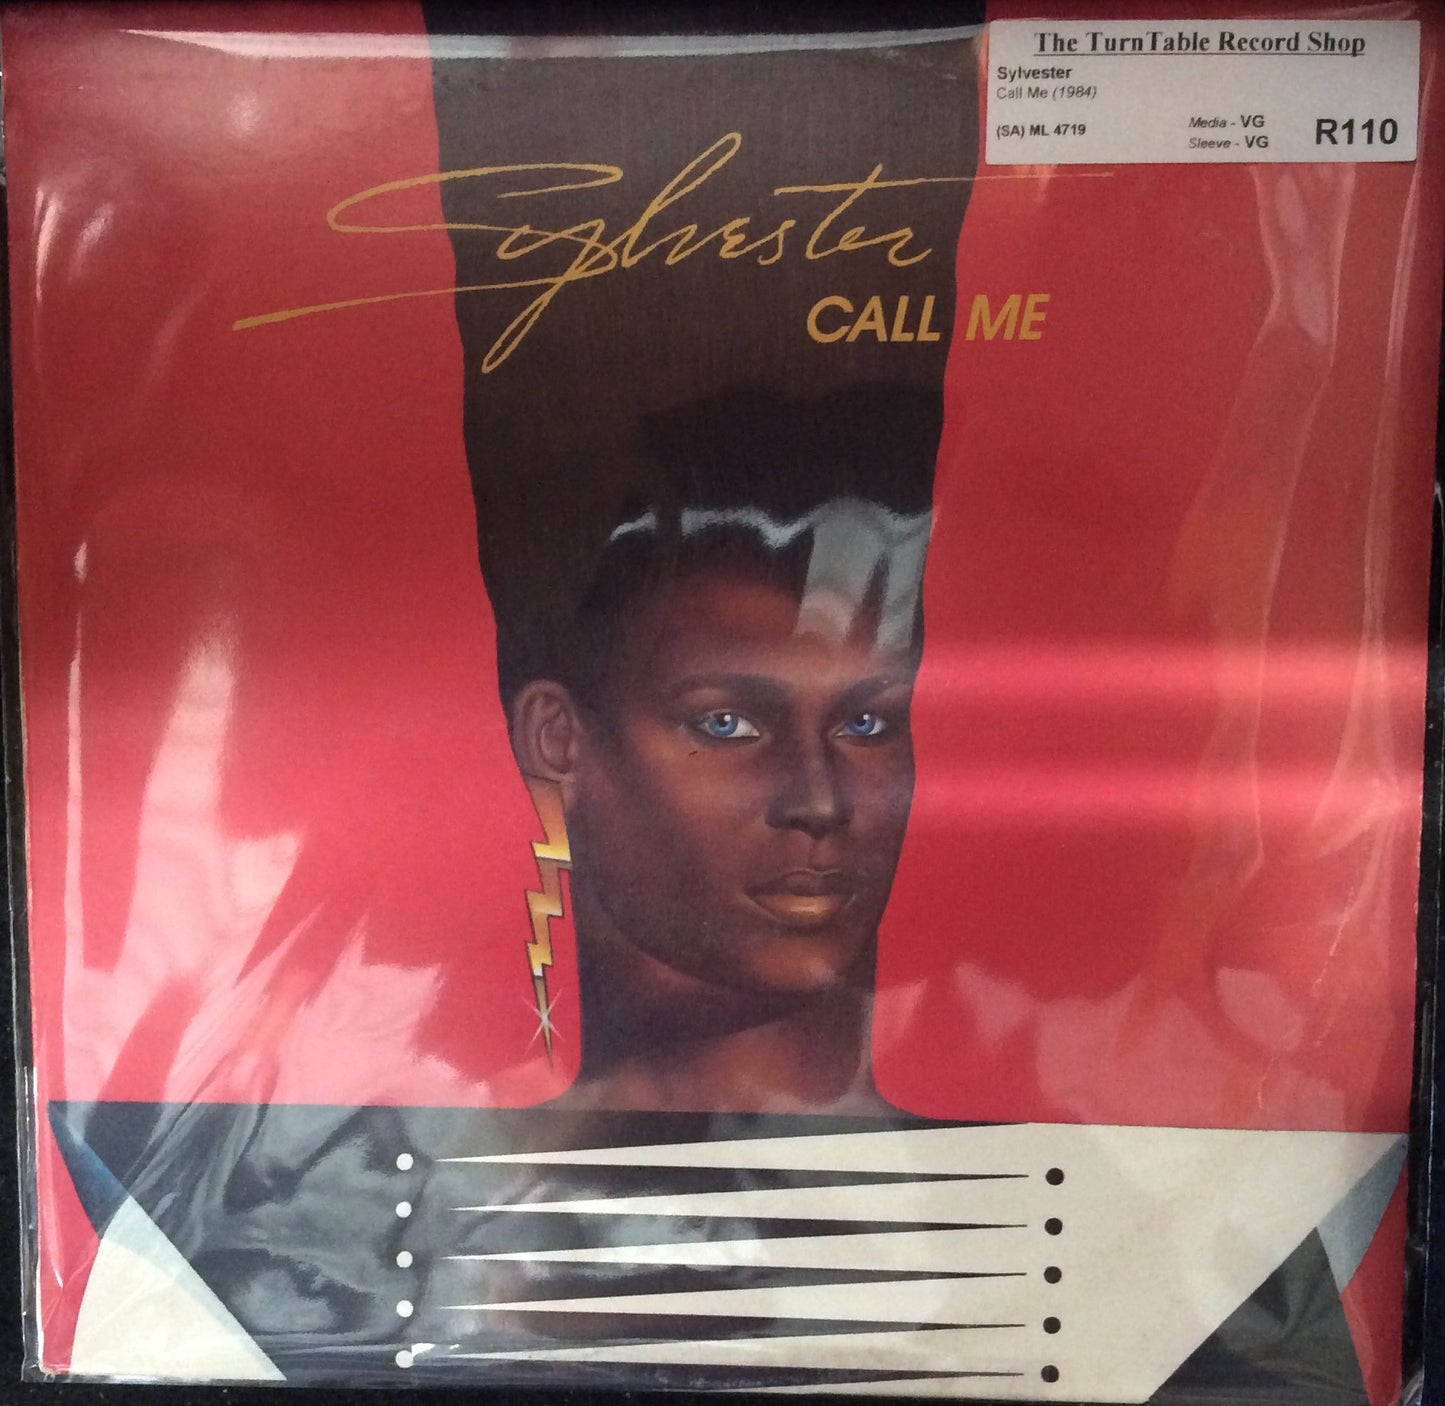 The TurnTable Record Shop
Sylvester
Call Me (1984)
(SA) ML 4719
Media - VG
Sleeve - VG
R110
Sylvester
CALL ME